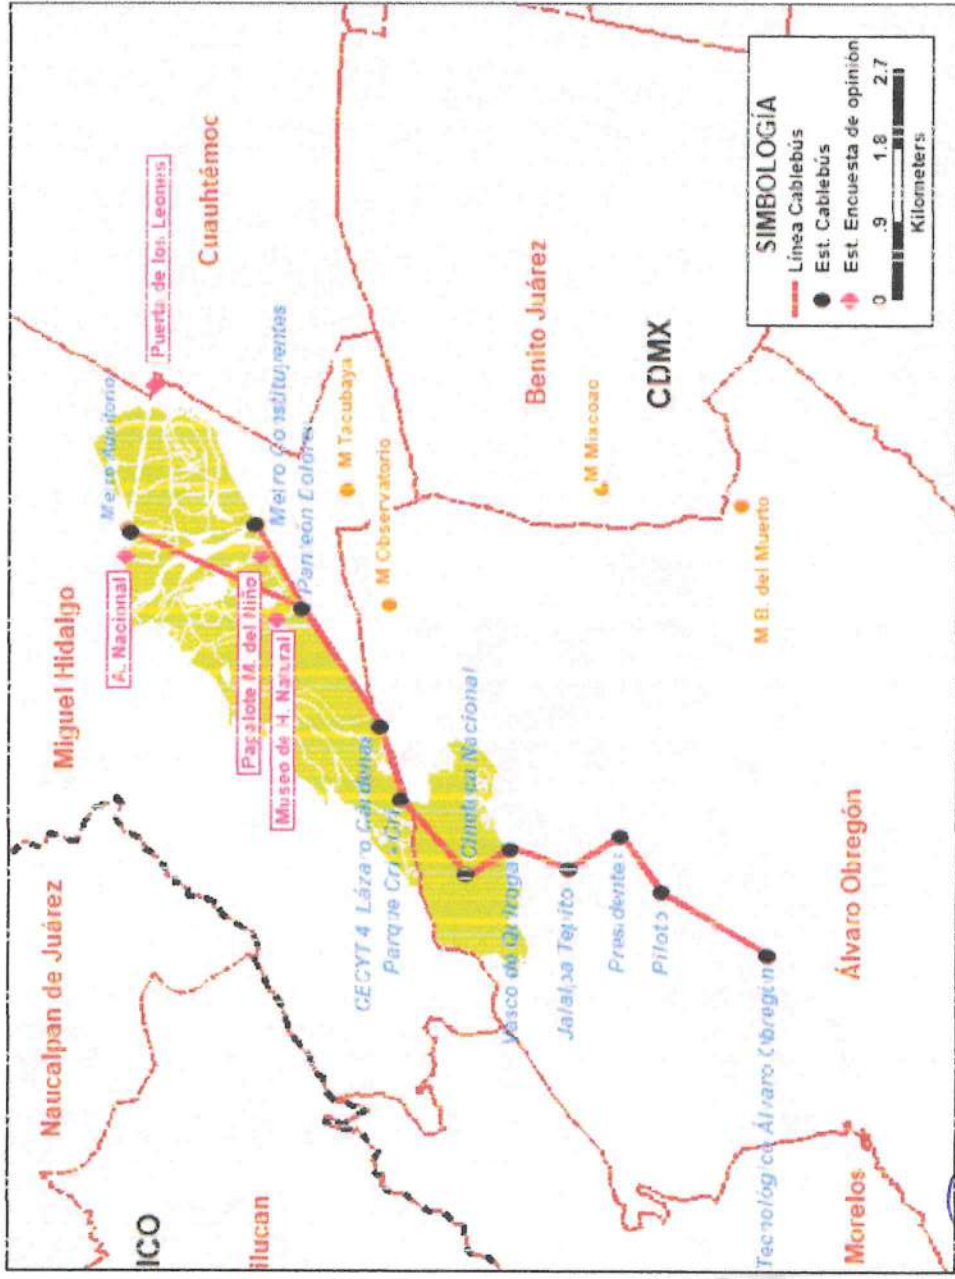 Naucalpan de Juárez
Miguel Hidalgo
Cuauhtémoc
ICO
ilucan
A. Nacional
Metro Auditorio
Puerta de los Leones
Papalote M. del Niño
Museo de H. Natural
Metro Constituyentes
Panteón Dolores
M Tacubaya
M Observatorio
CECYT 4 Lázaro Cárdenas
Parque
Cineteca Nacional
Vasco de Quiroga
Jalalpa Tepito
Presidentes
Piloto
Tecnológico Álvaro Obregón
Benito Juárez
M Mixcoac
CDMX
M B. del Muerto
Álvaro Obregón
Morelos
SIMBOLOGÍA
Línea Cablebús
Est. Cablebús
Est. Encuesta de opinión
0 .9 1.8 2.7
Kilometers